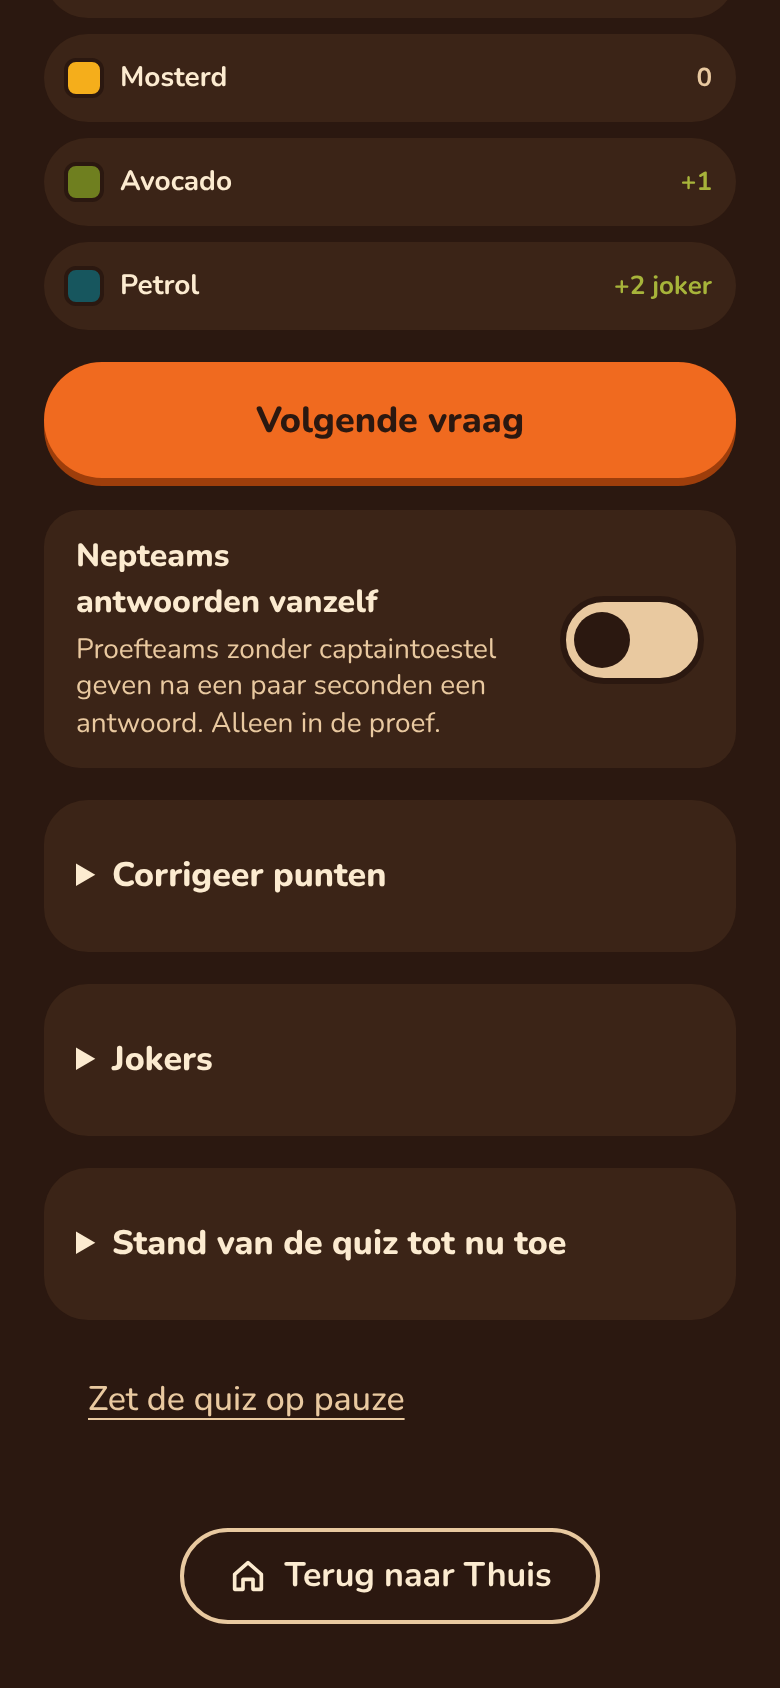 Mosterd 0
Avocado +1
Petrol +2 joker
Volgende vraag
Nepteams
antwoorden vanzelf
Proefteams zonder captaintoestel
geven na een paar seconden een
antwoord. Alleen in de proef.
Corrigeer punten
Jokers
Stand van de quiz tot nu toe
Zet de quiz op pauze
Terug naar Thuis